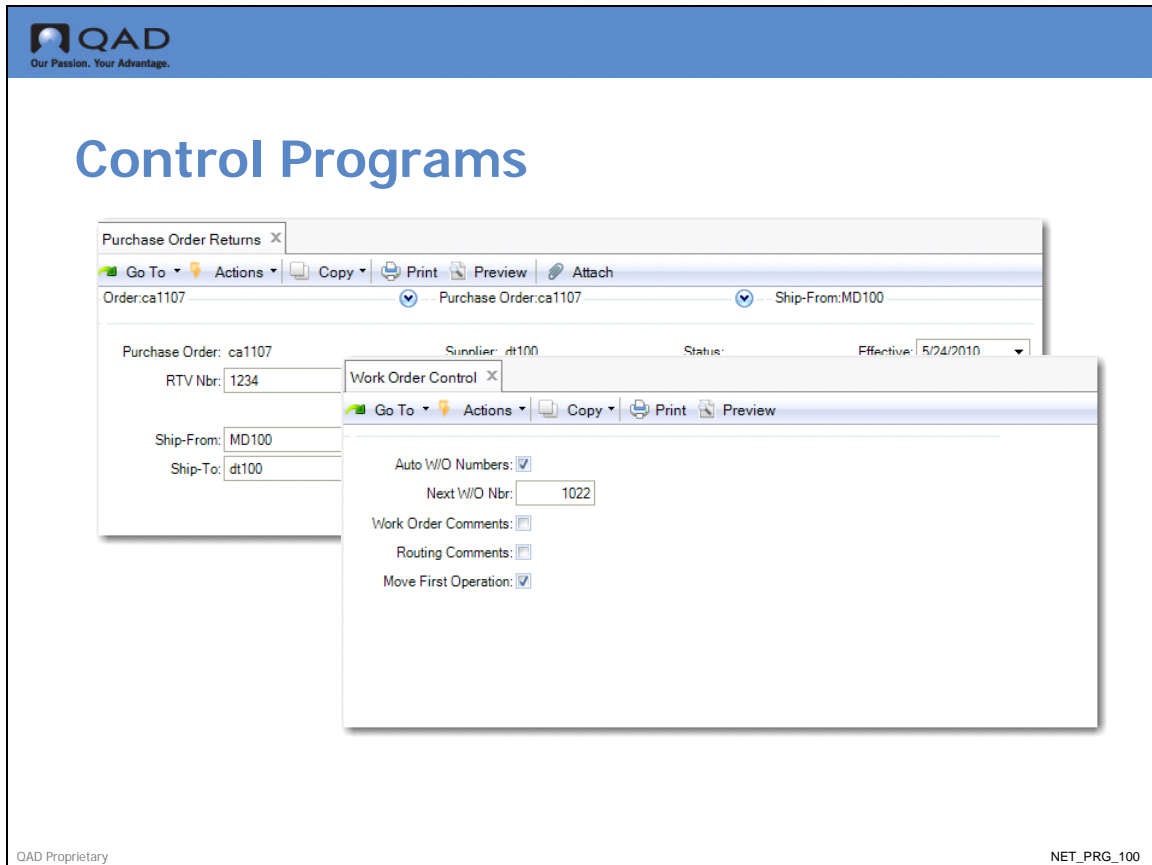 QAD
Our Passion. Your Advantage.
Control Programs
Purchase Order Returns
Go To Actions Copy Print Preview Attach
Order:ca1107 Purchase Order:ca1107 Ship-From:MD100
Purchase Order: ca1107 Supplier: dt100 Status: Effective: 5/24/2010
RTV Nbr: 1234
Ship-From: MD100
Ship-To: dt100
Work Order Control
Go To Actions Copy Print Preview
Auto W/O Numbers:
Next W/O Nbr: 1022
Work Order Comments:
Routing Comments:
Move First Operation:
QAD Proprietary NET_PRG_100